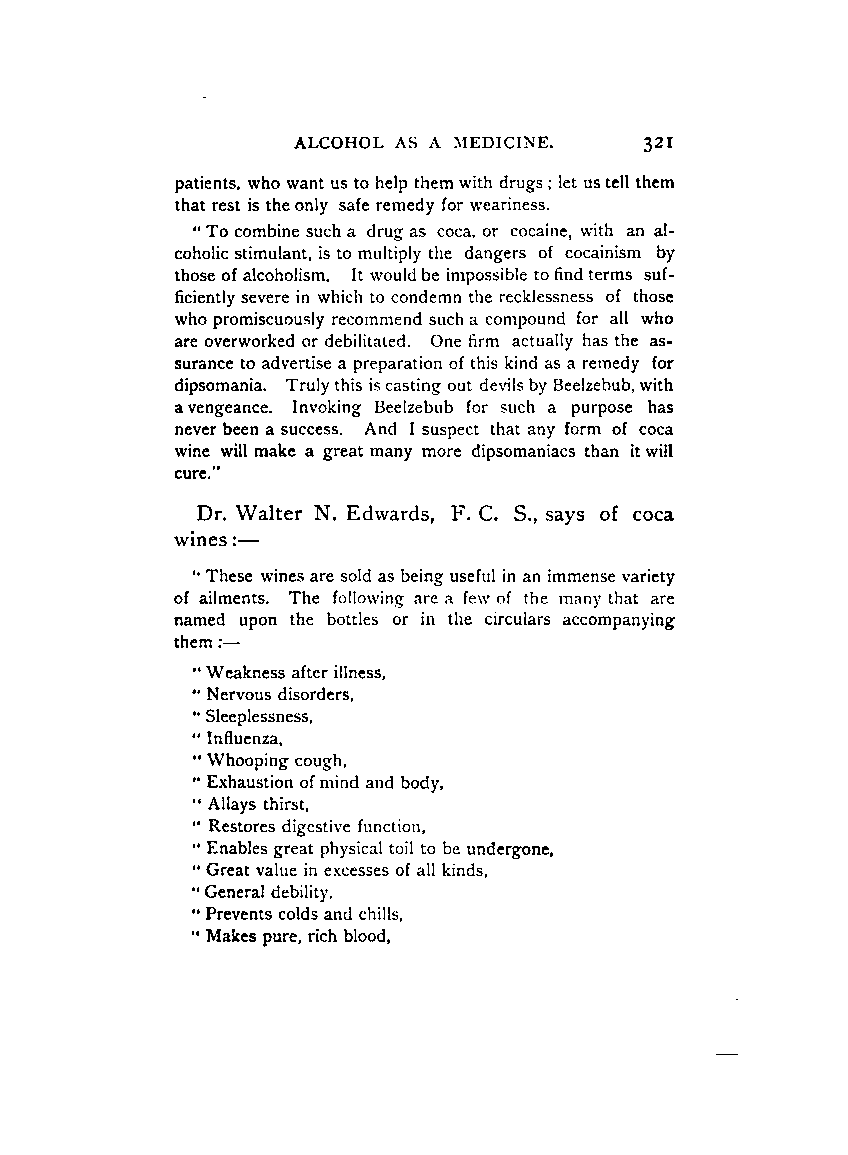 ALCOHOL AS A MEDICINE. 321
patients, who want us to help them with drugs ; let us tell them
that rest is the only safe remedy for weariness.
" To combine such a drug as coca, or cocaine, with an al-
coholic stimulant, is to multiply the dangers of cocainism by
those of alcoholism. It would be impossible to find terms suf-
ficiently severe in which to condemn the recklessness of those
who promiscuously recommend such a compound for all who
are overworked or debilitated. One firm actually has the as-
surance to advertise a preparation of this kind as a remedy for
dipsomania. Truly this is casting out devils by Beelzebub, with
a vengeance. Invoking Beelzebub for such a purpose has
never been a success. And I suspect that any form of coca
wine will make a great many more dipsomaniacs than it will
cure."
Dr. Walter N. Edwards, F. C. S., says of coca
wines :—
" These wines are sold as being useful in an immense variety
of ailments. The following are a few of the many that are
named upon the bottles or in the circulars accompanying
them :—
" Weakness after illness,
" Nervous disorders,
" Sleeplessness,
" Influenza,
" Whooping cough,
" Exhaustion of mind and body,
" Allays thirst,
" Restores digestive function,
" Enables great physical toil to be undergone,
" Great value in excesses of all kinds,
" General debility,
" Prevents colds and chills,
" Makes pure, rich blood,